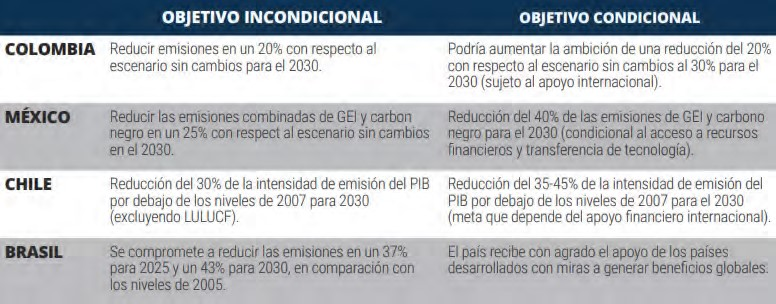 OBJETIVO INCONDICIONAL
OBJETIVO CONDICIONAL
COLOMBIA
Reducir emisiones en un 20% con respecto al
escenario sin cambios para el 2030.
Podría aumentar la ambición de una reducción del 20%
con respecto al escenario sin cambios al 30% para el
2030 (sujeto al apoyo internacional).
MÉXICO
Reducir las emisiones combinadas de GEI y carbon
negro en un 25% con respect al escenario sin cambios
en el 2030.
Reducción del 40% de las emisiones de GEI y carbono
negro para el 2030 (condicional al acceso a recursos
financieros y transferencia de tecnología).
CHILE
Reducción del 30% de la intensidad de emisión del PIB
por debajo de los niveles de 2007 para 2030
(excluyendo LULUCF).
Reducción del 35-45% de la intensidad de emisión del
PIB por debajo de los niveles de 2007 para el 2030
(meta que depende del apoyo financiero internacional).
BRASIL
Se compromete a reducir las emisiones en un 37%
para 2025 y un 43% para 2030, en comparación con
los niveles de 2005.
El país recibe con agrado el apoyo de los países
desarrollados con miras a generar beneficios globales.